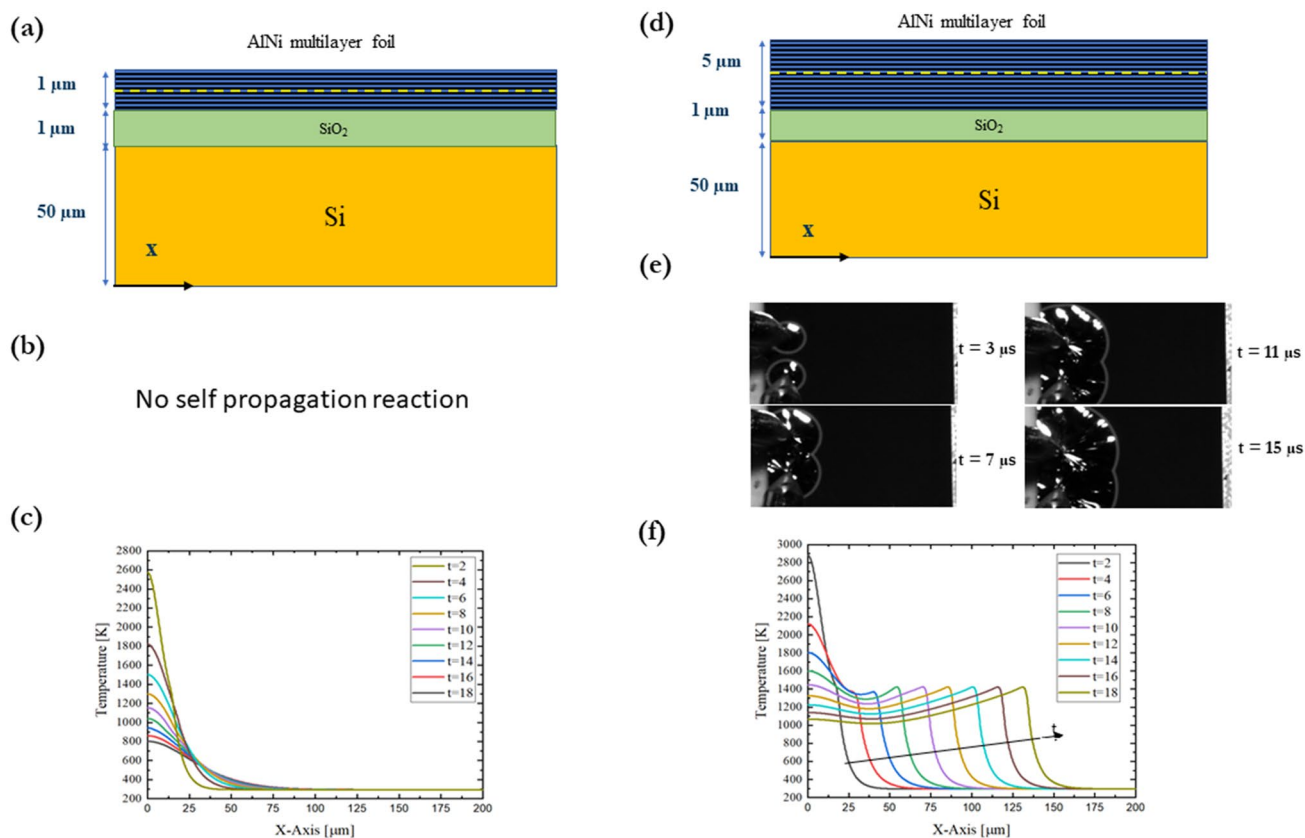 (a)
AlNi multilayer foil
1 μm
1 μm
SiO2
50 μm
Si
x
(b)
No self propagation reaction
(c)
2800
2600
2400
2200
2000
1800
1600
1400
1200
1000
800
600
400
200
Temperature [K]
t=2
t=4
t=6
t=8
t=10
t=12
t=14
t=16
t=18
0
25
50
75
100
125
150
175
200
X-Axis [μm]
(d)
AlNi multilayer foil
5 μm
1 μm
SiO2
50 μm
Si
x
(e)
t = 3 μs
t = 11 μs
t = 7 μs
t = 15 μs
(f)
3000
2800
2600
2400
2200
2000
1800
1600
1400
1200
1000
800
600
400
200
Temperature [K]
t=2
t=4
t=6
t=8
t=10
t=12
t=14
t=16
t=18
t
0
25
50
75
100
125
150
175
200
X-Axis [μm]